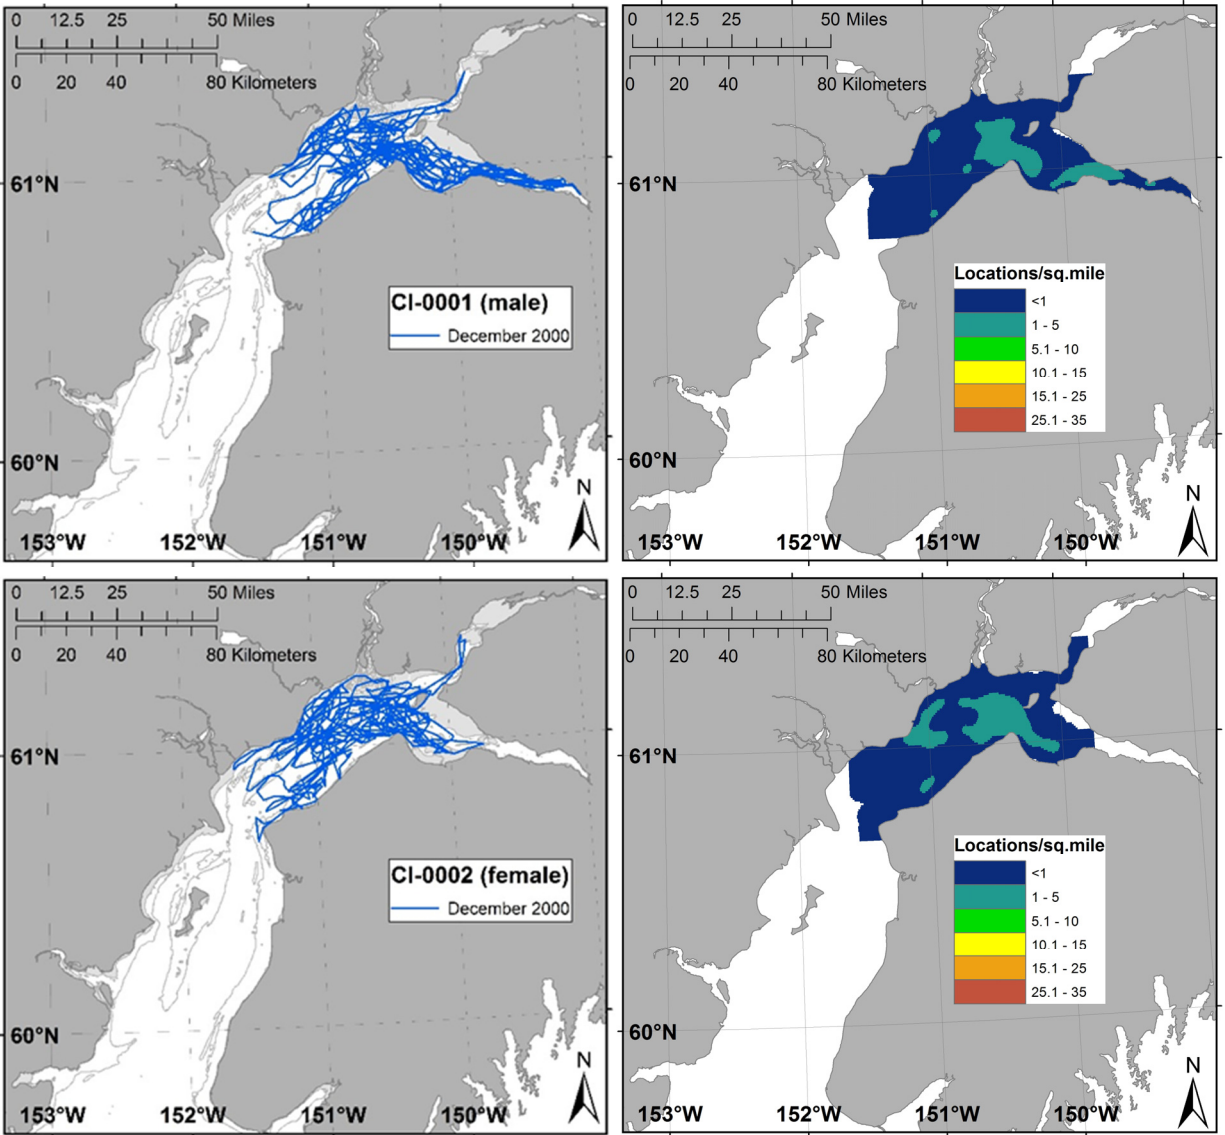 0 12.5 25 50 Miles
0 20 40 80 Kilometers
61°N
CI-0001 (male)
December 2000
60°N
N
153°W 152°W 151°W 150°W
0 12.5 25 50 Miles
0 20 40 80 Kilometers
61°N
Locations/sq.mile
<1
1 - 5
5.1 - 10
10.1 - 15
15.1 - 25
25.1 - 35
60°N
N
153°W 152°W 151°W 150°W
0 12.5 25 50 Miles
0 20 40 80 Kilometers
61°N
CI-0002 (female)
December 2000
60°N
N
153°W 152°W 151°W 150°W
0 12.5 25 50 Miles
0 20 40 80 Kilometers
61°N
Locations/sq.mile
<1
1 - 5
5.1 - 10
10.1 - 15
15.1 - 25
25.1 - 35
60°N
N
153°W 152°W 151°W 150°W